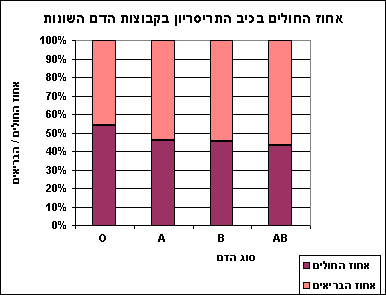 אחוז החולים בכיב התריסריון בקבוצות הדם השונות
אחוז החולים / הבריאים
100%
90%
80%
70%
60%
50%
40%
30%
20%
10%
0%
O A B AB
סוג הדם
אחוז החולים
אחוז הבריאים